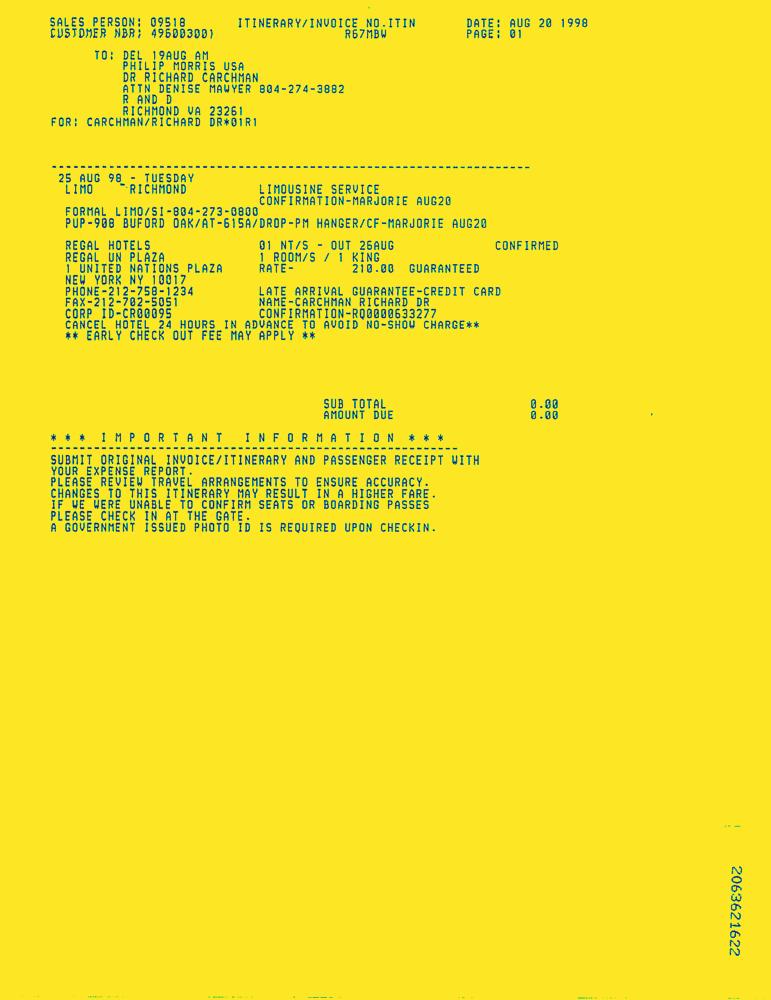 SALES PERSON: 09518 ITINERARY/INVOICE NO.ITIN DATE: AUG 20 1998
CUSTOMER NBR: 496003001 R67MBW PAGE: 01
TO: DEL 19AUG AM
PHILIP MORRIS USA
DR RICHARD CARCHMAN
ATTN DENISE MAWYER 804-274-3882
R AND D
RICHMOND VA 23261
FOR: CARCHMAN/RICHARD DR*01R1
25 AUG 98 - TUESDAY
LIMO - RICHMOND LIMOUSINE SERVICE
CONFIRMATION-MARJORIE AUG20
FORMAL LIMO/SI-804-273-0800
PUP-908 BUFORD OAK/AT-615A/DROP-PM HANGER/CF-MARJORIE AUG20
REGAL HOTELS 01 NT/S - OUT 26AUG CONFIRMED
REGAL UN PLAZA 1 ROOM/S / 1 KING
1 UNITED NATIONS PLAZA RATE- 210.00 GUARANTEED
NEW YORK NY 10017
PHONE-212-758-1234 LATE ARRIVAL GUARANTEE-CREDIT CARD
FAX-212-702-5051 NAME-CARCHMAN RICHARD DR
CORP ID-CR00095 CONFIRMATION-RQ0000633277
CANCEL HOTEL 24 HOURS IN ADVANCE TO AVOID NO-SHOW CHARGE**
** EARLY CHECK OUT FEE MAY APPLY **
SUB TOTAL 0.00
AMOUNT DUE 0.00
* * * I M P O R T A N T   I N F O R M A T I O N * * *
SUBMIT ORIGINAL INVOICE/ITINERARY AND PASSENGER RECEIPT WITH
YOUR EXPENSE REPORT.
PLEASE REVIEW TRAVEL ARRANGEMENTS TO ENSURE ACCURACY.
CHANGES TO THIS ITINERARY MAY RESULT IN A HIGHER FARE.
IF WE WERE UNABLE TO CONFIRM SEATS OR BOARDING PASSES
PLEASE CHECK IN AT THE GATE.
A GOVERNMENT ISSUED PHOTO ID IS REQUIRED UPON CHECKIN.
2063621622